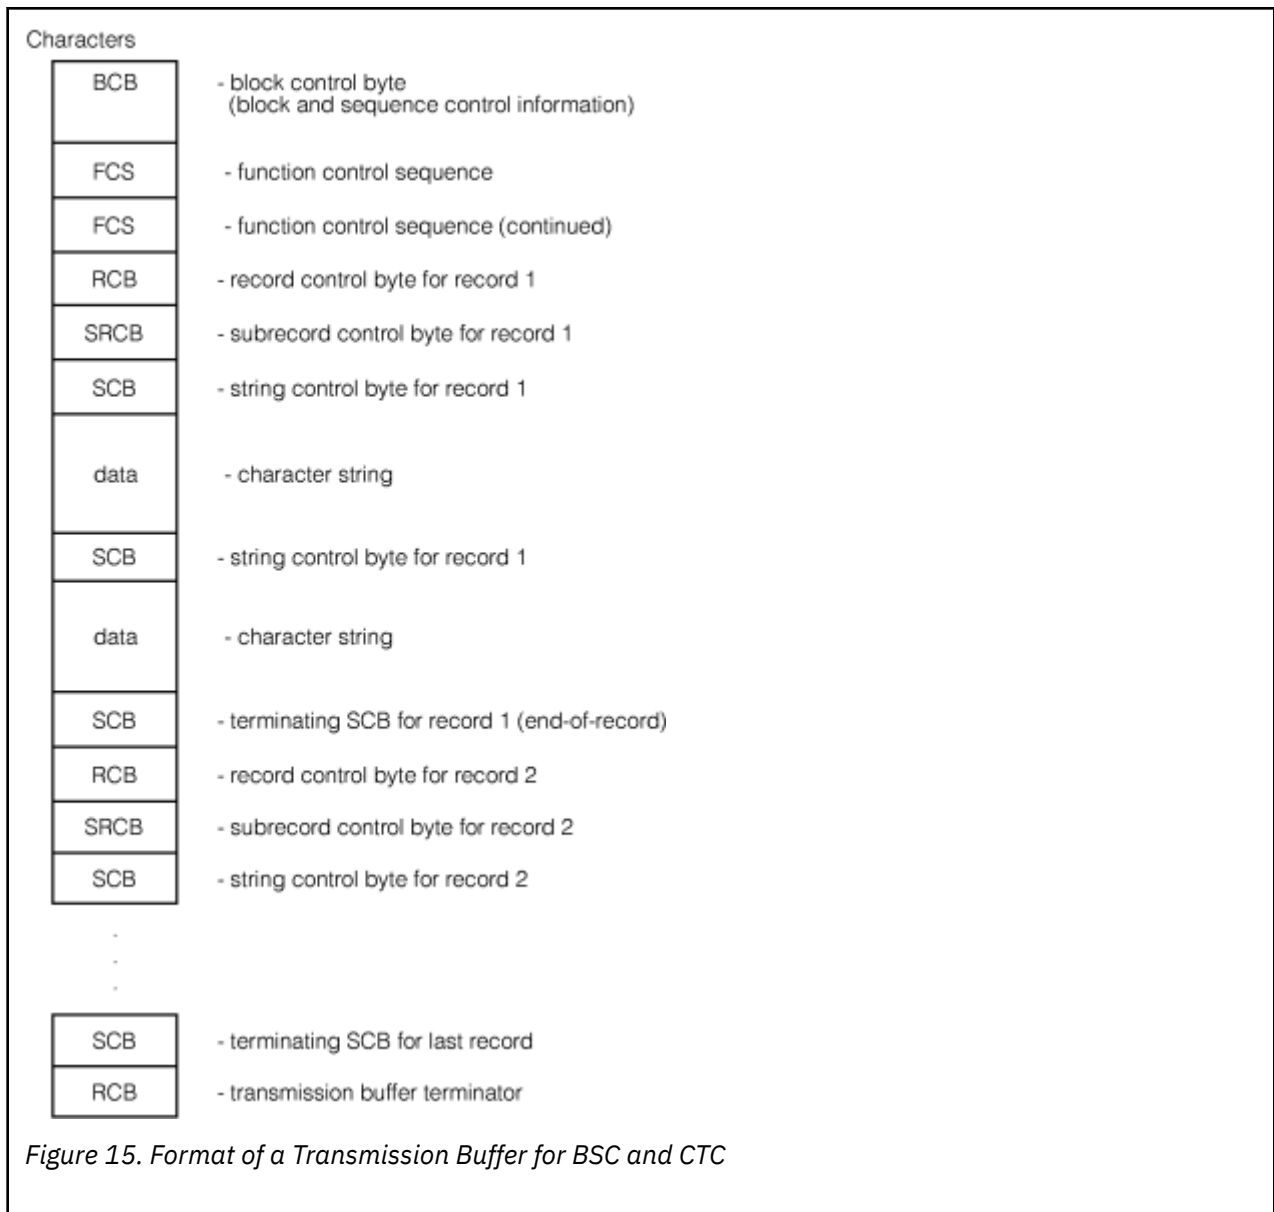 Characters
BCB - block control byte
(block and sequence control information)
FCS - function control sequence
FCS - function control sequence (continued)
RCB - record control byte for record 1
SRCB - subrecord control byte for record 1
SCB - string control byte for record 1
data - character string
SCB - string control byte for record 1
data - character string
SCB - terminating SCB for record 1 (end-of-record)
RCB - record control byte for record 2
SRCB - subrecord control byte for record 2
SCB - string control byte for record 2
.
.
.
SCB - terminating SCB for last record
RCB - transmission buffer terminator
Figure 15. Format of a Transmission Buffer for BSC and CTC